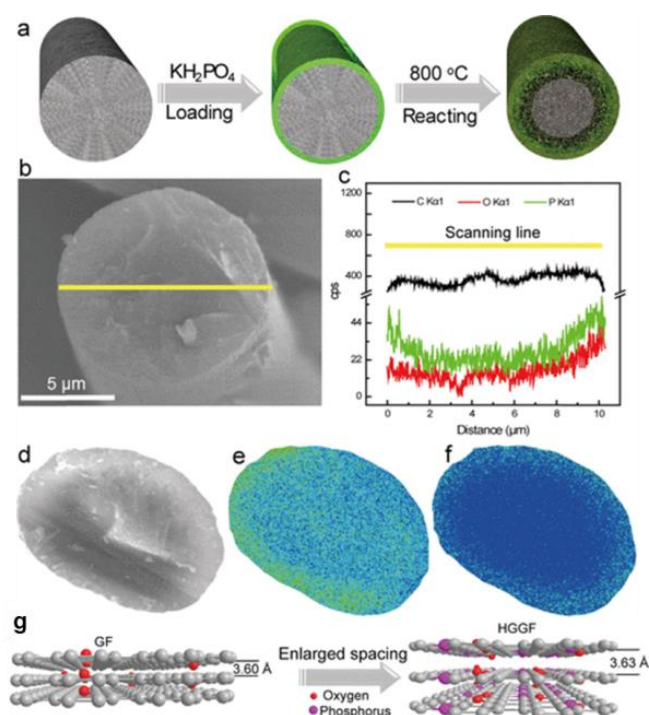 a
KH₂PO₄
Loading
800 °C
Reacting
b
5 µm
c
1200
800
400
44
22
0
cps
C Kα1 O Kα1 P Kα1
Scanning line
0 2 4 6 8 10
Distance (µm)
d
e
f
g
GF
3.60 Å
Enlarged spacing
Oxygen
Phosphorus
HGGF
3.63 Å